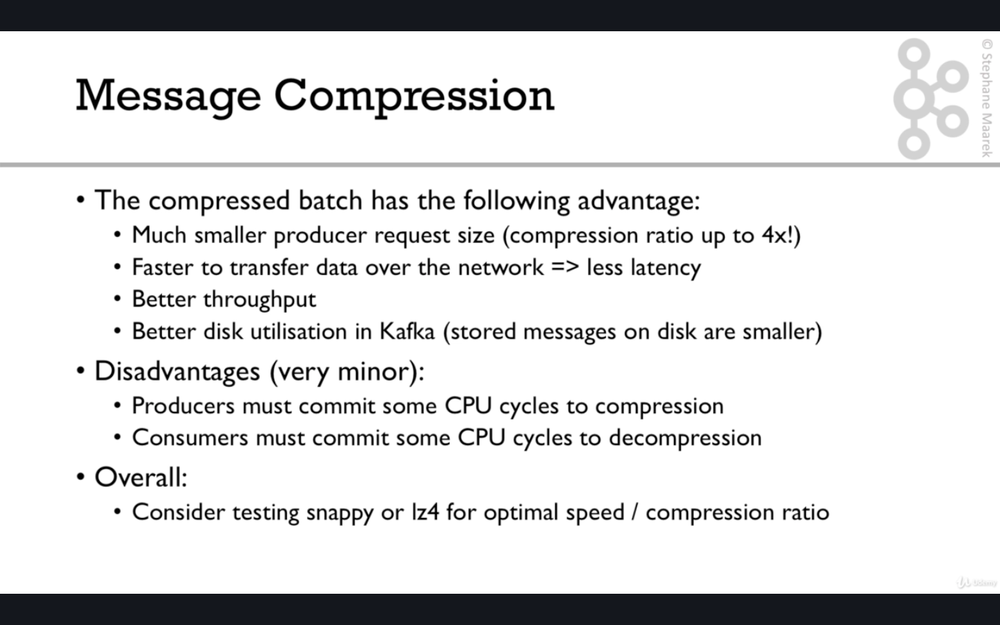 Message Compression
© Stephane Maarek
• The compressed batch has the following advantage:
• Much smaller producer request size (compression ratio up to 4x!)
• Faster to transfer data over the network => less latency
• Better throughput
• Better disk utilisation in Kafka (stored messages on disk are smaller)
• Disadvantages (very minor):
• Producers must commit some CPU cycles to compression
• Consumers must commit some CPU cycles to decompression
• Overall:
• Consider testing snappy or lz4 for optimal speed / compression ratio
Udemy